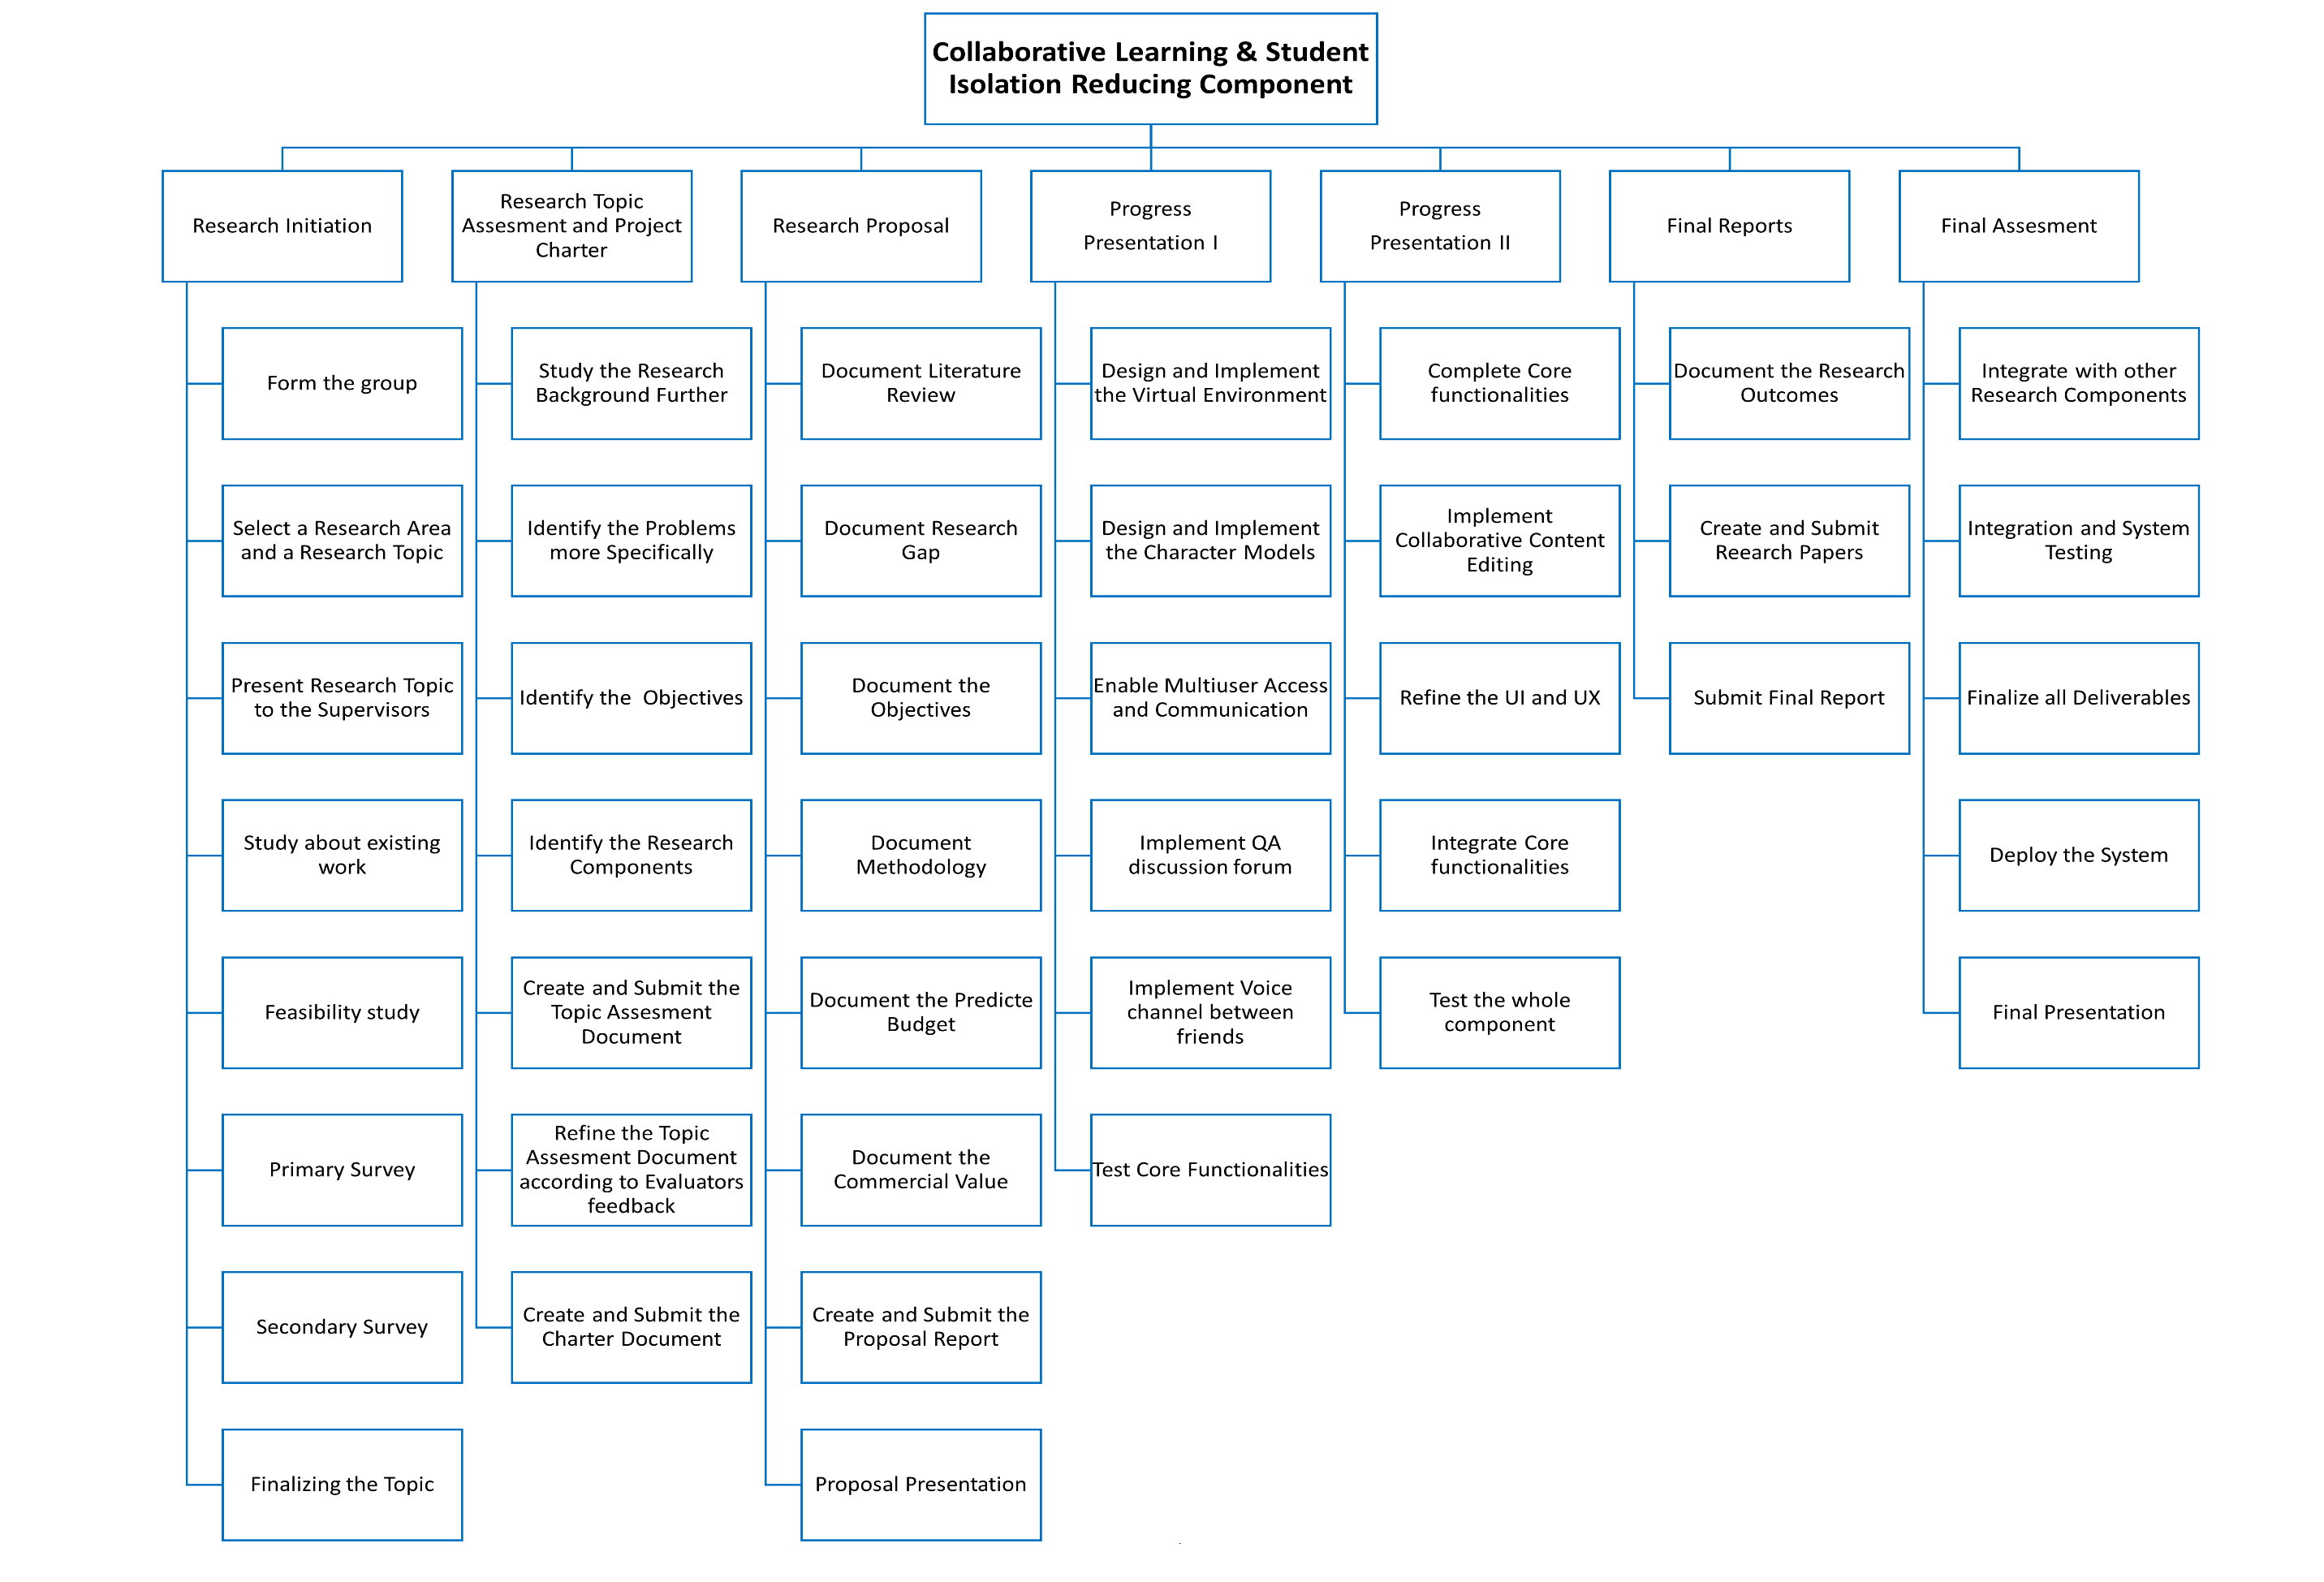 Collaborative Learning & Student
Isolation Reducing Component
Research Initiation
Form the group
Select a Research Area
and a Research Topic
Present Research Topic
to the Supervisors
Study about existing
work
Feasibility study
Primary Survey
Secondary Survey
Finalizing the Topic
Research Topic
Assesment and Project
Charter
Study the Research
Background Further
Identify the Problems
more Specifically
Identify the  Objectives
Identify the Research
Components
Create and Submit the
Topic Assesment
Document
Refine the Topic
Assesment Document
according to Evaluators
feedback
Create and Submit the
Charter Document
Research Proposal
Document Literature
Review
Document Research
Gap
Document the
Objectives
Document
Methodology
Document the Predicte
Budget
Document the
Commercial Value
Create and Submit the
Proposal Report
Proposal Presentation
Progress
Presentation I
Design and Implement
the Virtual Environment
Design and Implement
the Character Models
Enable Multiuser Access
and Communication
Implement QA
discussion forum
Implement Voice
channel between
friends
Test Core Functionalities
Progress
Presentation II
Complete Core
functionalities
Implement
Collaborative Content
Editing
Refine the UI and UX
Integrate Core
functionalities
Test the whole
component
Final Reports
Document the Research
Outcomes
Create and Submit
Reearch Papers
Submit Final Report
Final Assesment
Integrate with other
Research Components
Integration and System
Testing
Finalize all Deliverables
Deploy the System
Final Presentation